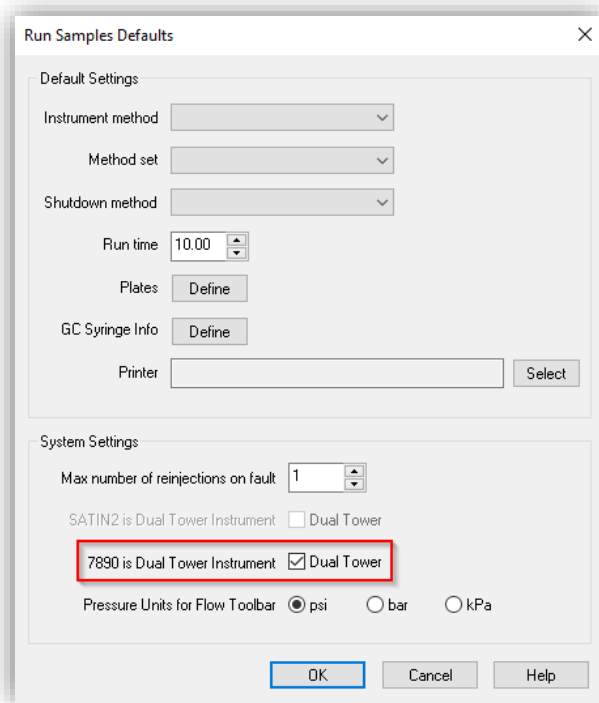 Run Samples Defaults
Default Settings
Instrument method
Method set
Shutdown method
Run time 10.00
Plates Define
GC Syringe Info Define
Printer Select
System Settings
Max number of reinjections on fault 1
SATIN2 is Dual Tower Instrument Dual Tower
7890 is Dual Tower Instrument Dual Tower
Pressure Units for Flow Toolbar psi bar kPa
OK Cancel Help